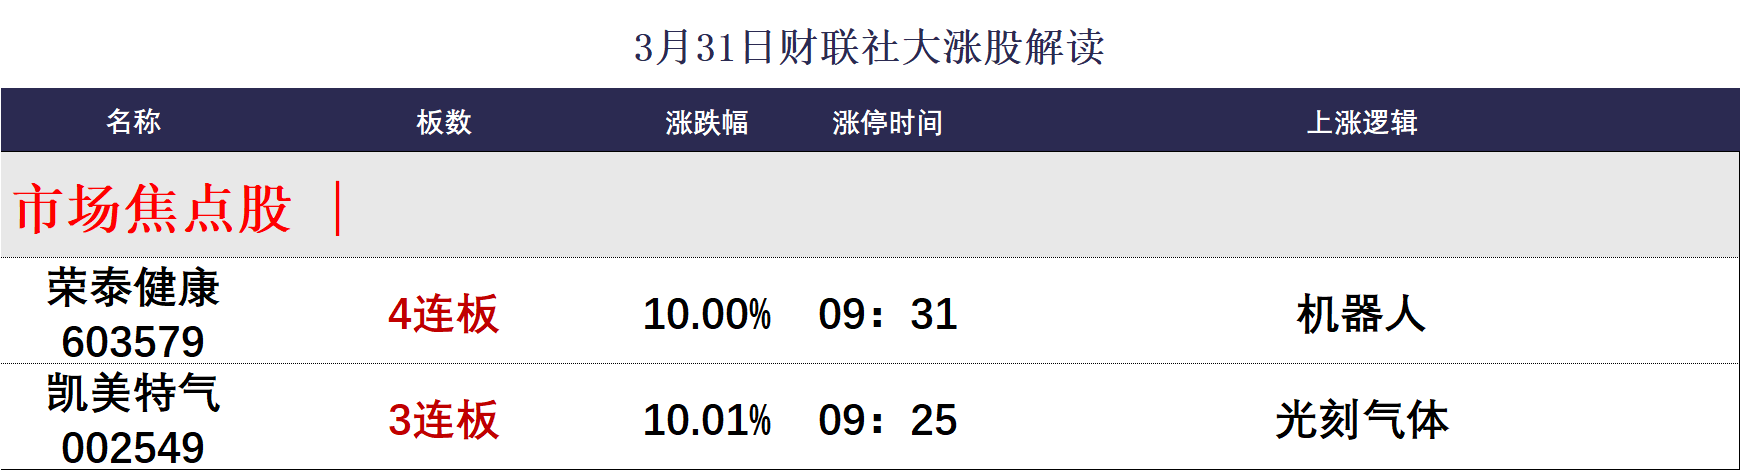 3月31日财联社大涨股解读
名称 板数 涨跌幅 涨停时间 上涨逻辑
市场焦点股 |
荣泰健康
603579 4连板 10.00% 09：31 机器人
凯美特气
002549 3连板 10.01% 09：25 光刻气体